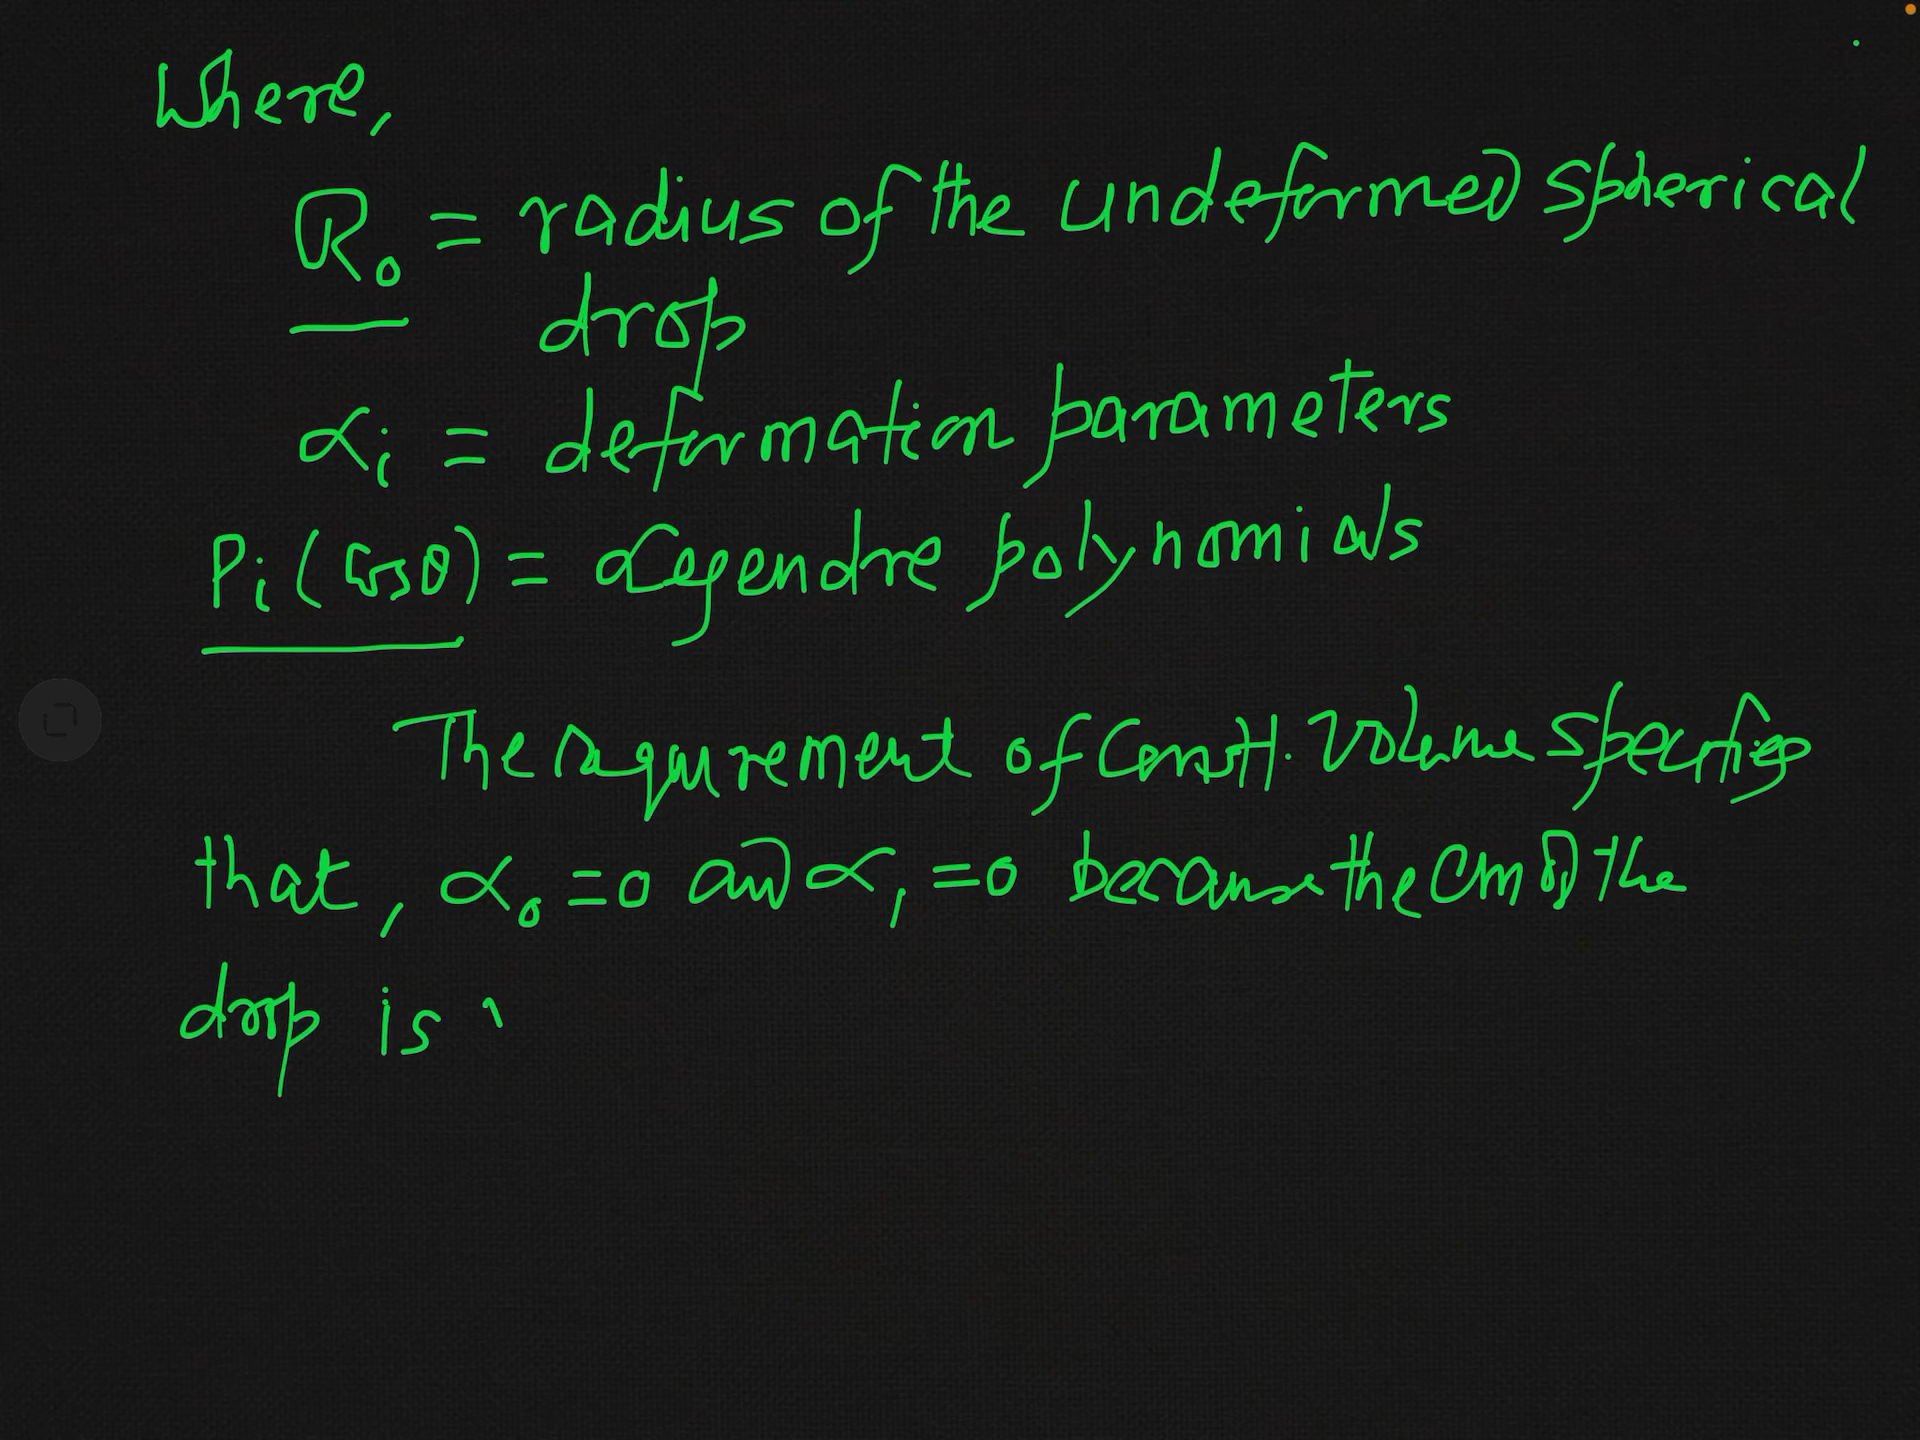 Where,
R₀ = radius of the undeformed spherical
drop
αᵢ = deformation parameters
Pᵢ (cosθ) = Legendre polynomials
The requirement of Constt. volume specifies
that, α₀ = 0 and α₁ = 0 because the CM of the
drop is